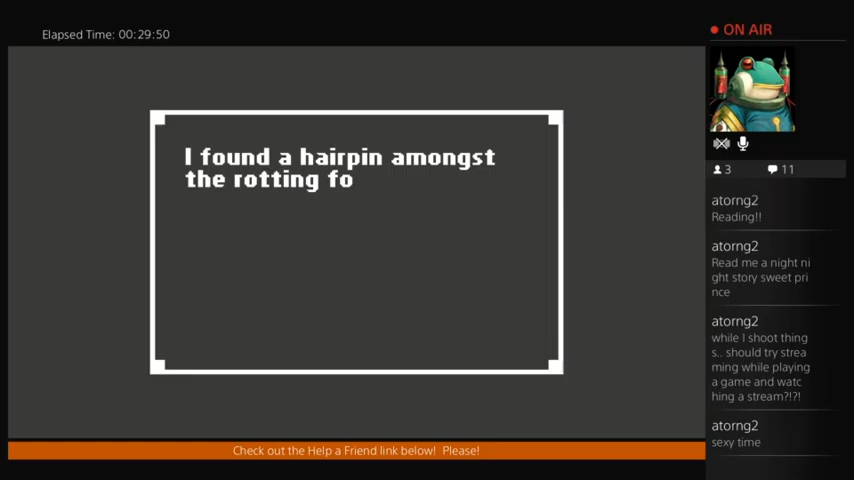 Elapsed Time: 00:29:50
ON AIR
I found a hairpin amongst
the rotting fo
3
11
atorng2
Reading!!
atorng2
Read me a night ni
ght story sweet pri
nce
atorng2
while I shoot thing
s.. should try strea
ming while playing
a game and watc
hing a stream?!?!
atorng2
sexy time
Check out the Help a Friend link below! Please!